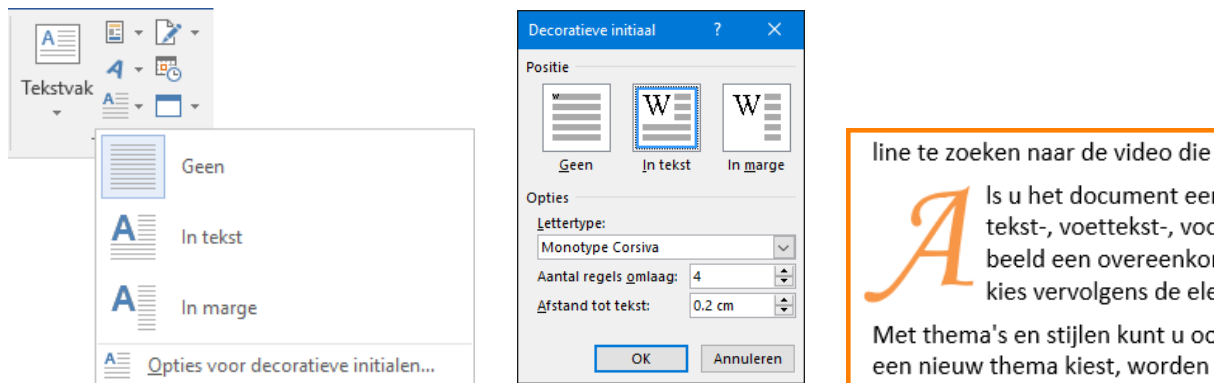 Tekstvak
Geen
In tekst
In marge
Opties voor decoratieve initialen...
Decoratieve initiaal
Positie
Geen
In tekst
In marge
Opties
Lettertype:
Monotype Corsiva
Aantal regels omlaag: 4
Afstand tot tekst: 0.2 cm
OK Annuleren
line te zoeken naar de video die
Als u het document een
tekst-, voettekst-, voo
beeld een overeenkon
kies vervolgens de ele
Met thema's en stijlen kunt u oo
een nieuw thema kiest, worden